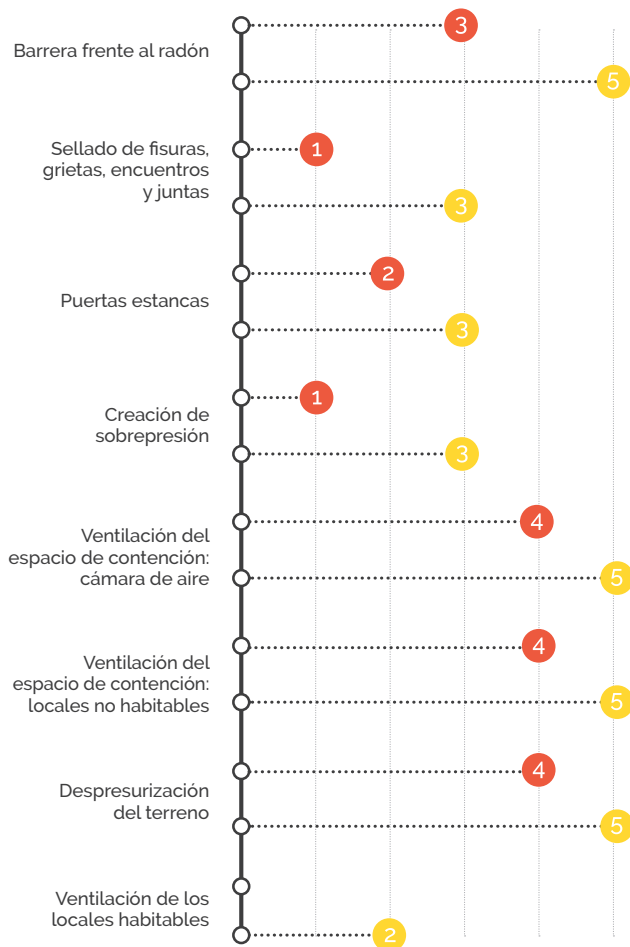 3
Barrera frente al radón
5
1
Sellado de fisuras,
grietas, encuentros
y juntas
3
2
Puertas estancas
3
1
Creación de
sobrepresión
3
4
Ventilación del
espacio de contención:
cámara de aire
5
4
Ventilación del
espacio de contención:
locales no habitables
5
4
Despresurización
del terreno
5
Ventilación de los
locales habitables
2